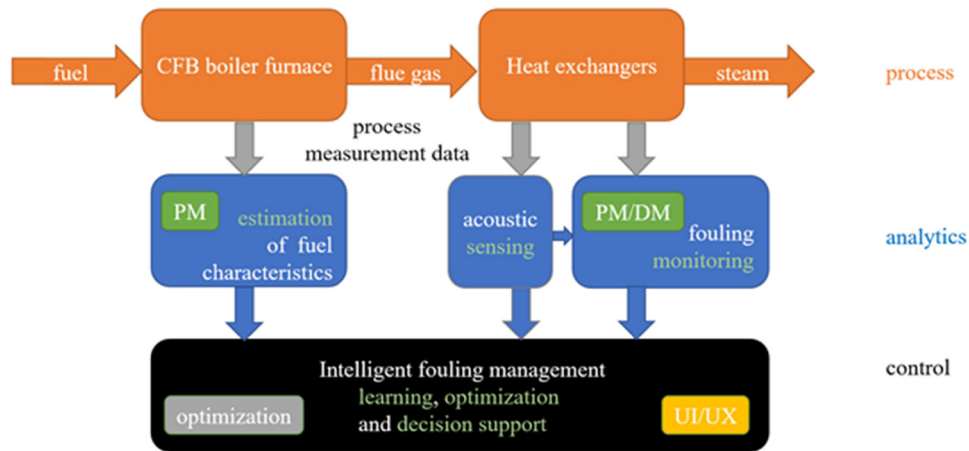 fuel
CFB boiler furnace
flue gas
Heat exchangers
steam
process
process
measurement data
PM
estimation
of fuel
characteristics
acoustic
sensing
PM/DM
fouling
monitoring
analytics
Intelligent fouling management
learning, optimization
and decision support
optimization
UI/UX
control